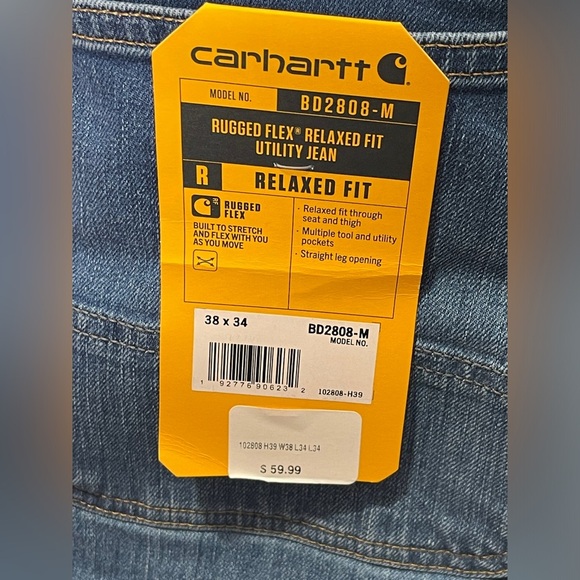 carhartt
MODEL NO.
BD2808-M
RUGGED FLEX® RELAXED FIT
UTILITY JEAN
R
RELAXED FIT
RUGGED
FLEX
BUILT TO STRETCH
AND FLEX WITH YOU
AS YOU MOVE
· Relaxed fit through
seat and thigh
· Multiple tool and utility
pockets
· Straight leg opening
38 x 34
BD2808-M
MODEL NO.
1 92776 90623 2
102808-H39
102808 H39 W38 L34 L34
$ 59.99